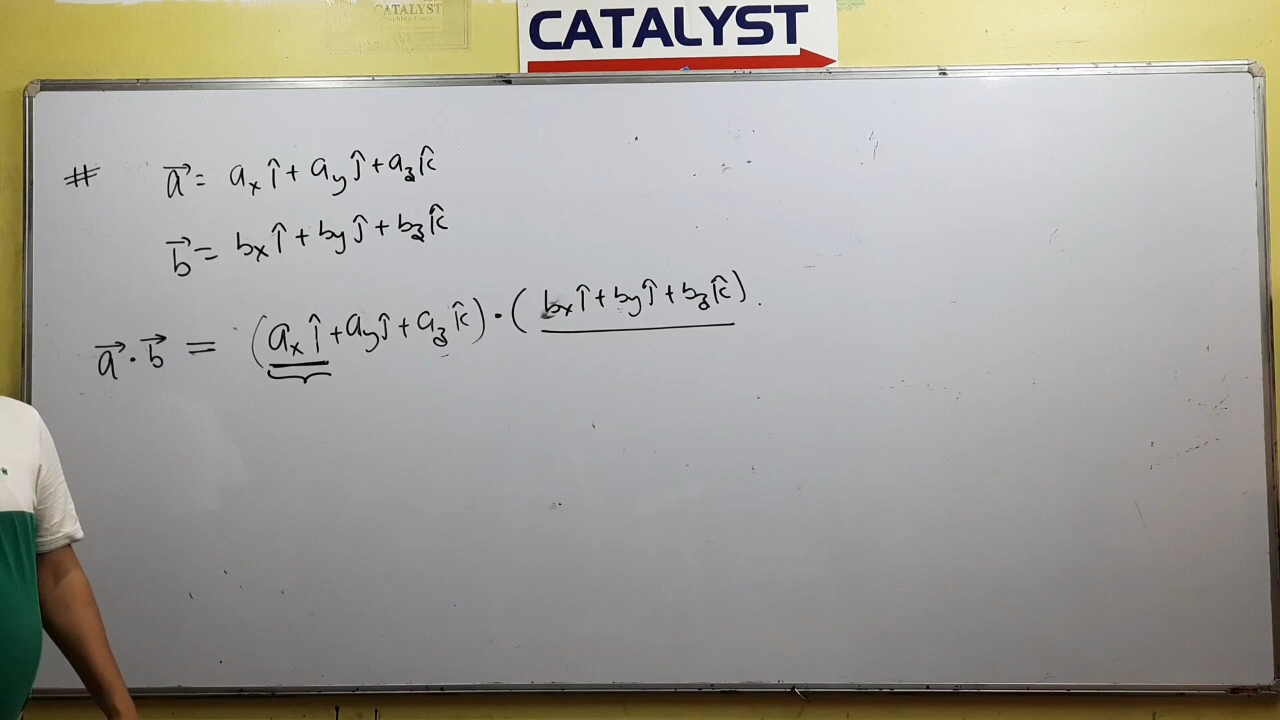 CATALYST
CATALYST
# a⃗ = aₓ î + a_y ĵ + a_z k̂
b⃗ = bₓ î + b_y ĵ + b_z k̂
a⃗ · b⃗ = (aₓ î + a_y ĵ + a_z k̂) · (bₓ î + b_y ĵ + b_z k̂).